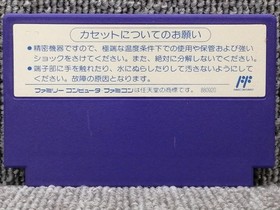 カセットについてのお願い
●精密機器ですので、極端な温度条件下での使用や保管および強い
ショックをさけてください。また、絶対に分解しないでください。
●端子部に手を触れたり、水にぬらしたりして汚さないようにして
ください。故障の原因となります。
ファミリーコンピュータ ファミコンは任天堂の商標です。